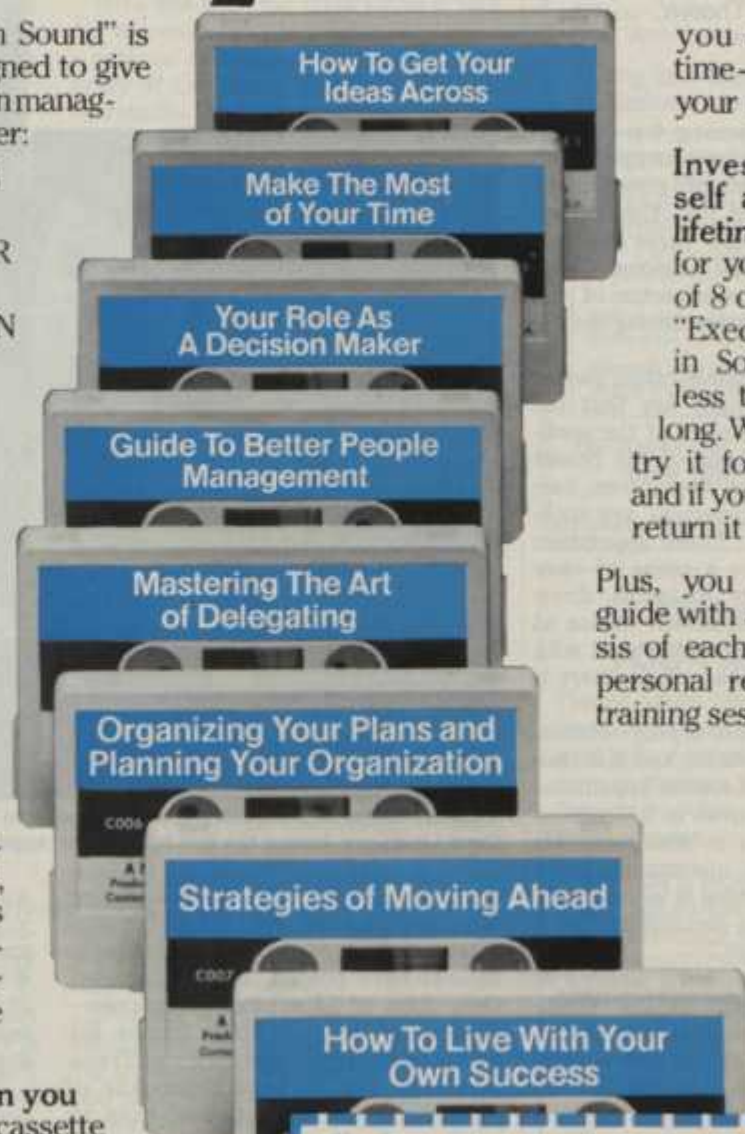 n Sound" is
ned to give
n manag-
er:
R
N
n you
cassette
How To Get Your
Ideas Across
Make The Most
of Your Time
Your Role As
A Decision Maker
Guide To Better People
Management
Mastering The Art
of Delegating
Organizing Your Plans and
Planning Your Organization
C006
Strategies of Moving Ahead
C007
How To Live With Your
Own Success
you
time-
your
Inves
self a
lifetin
for yo
of 8 c
"Exec
in So
less t
long. W
try it fo
and if you
return it
Plus, you
guide with
sis of each
personal re
training ses